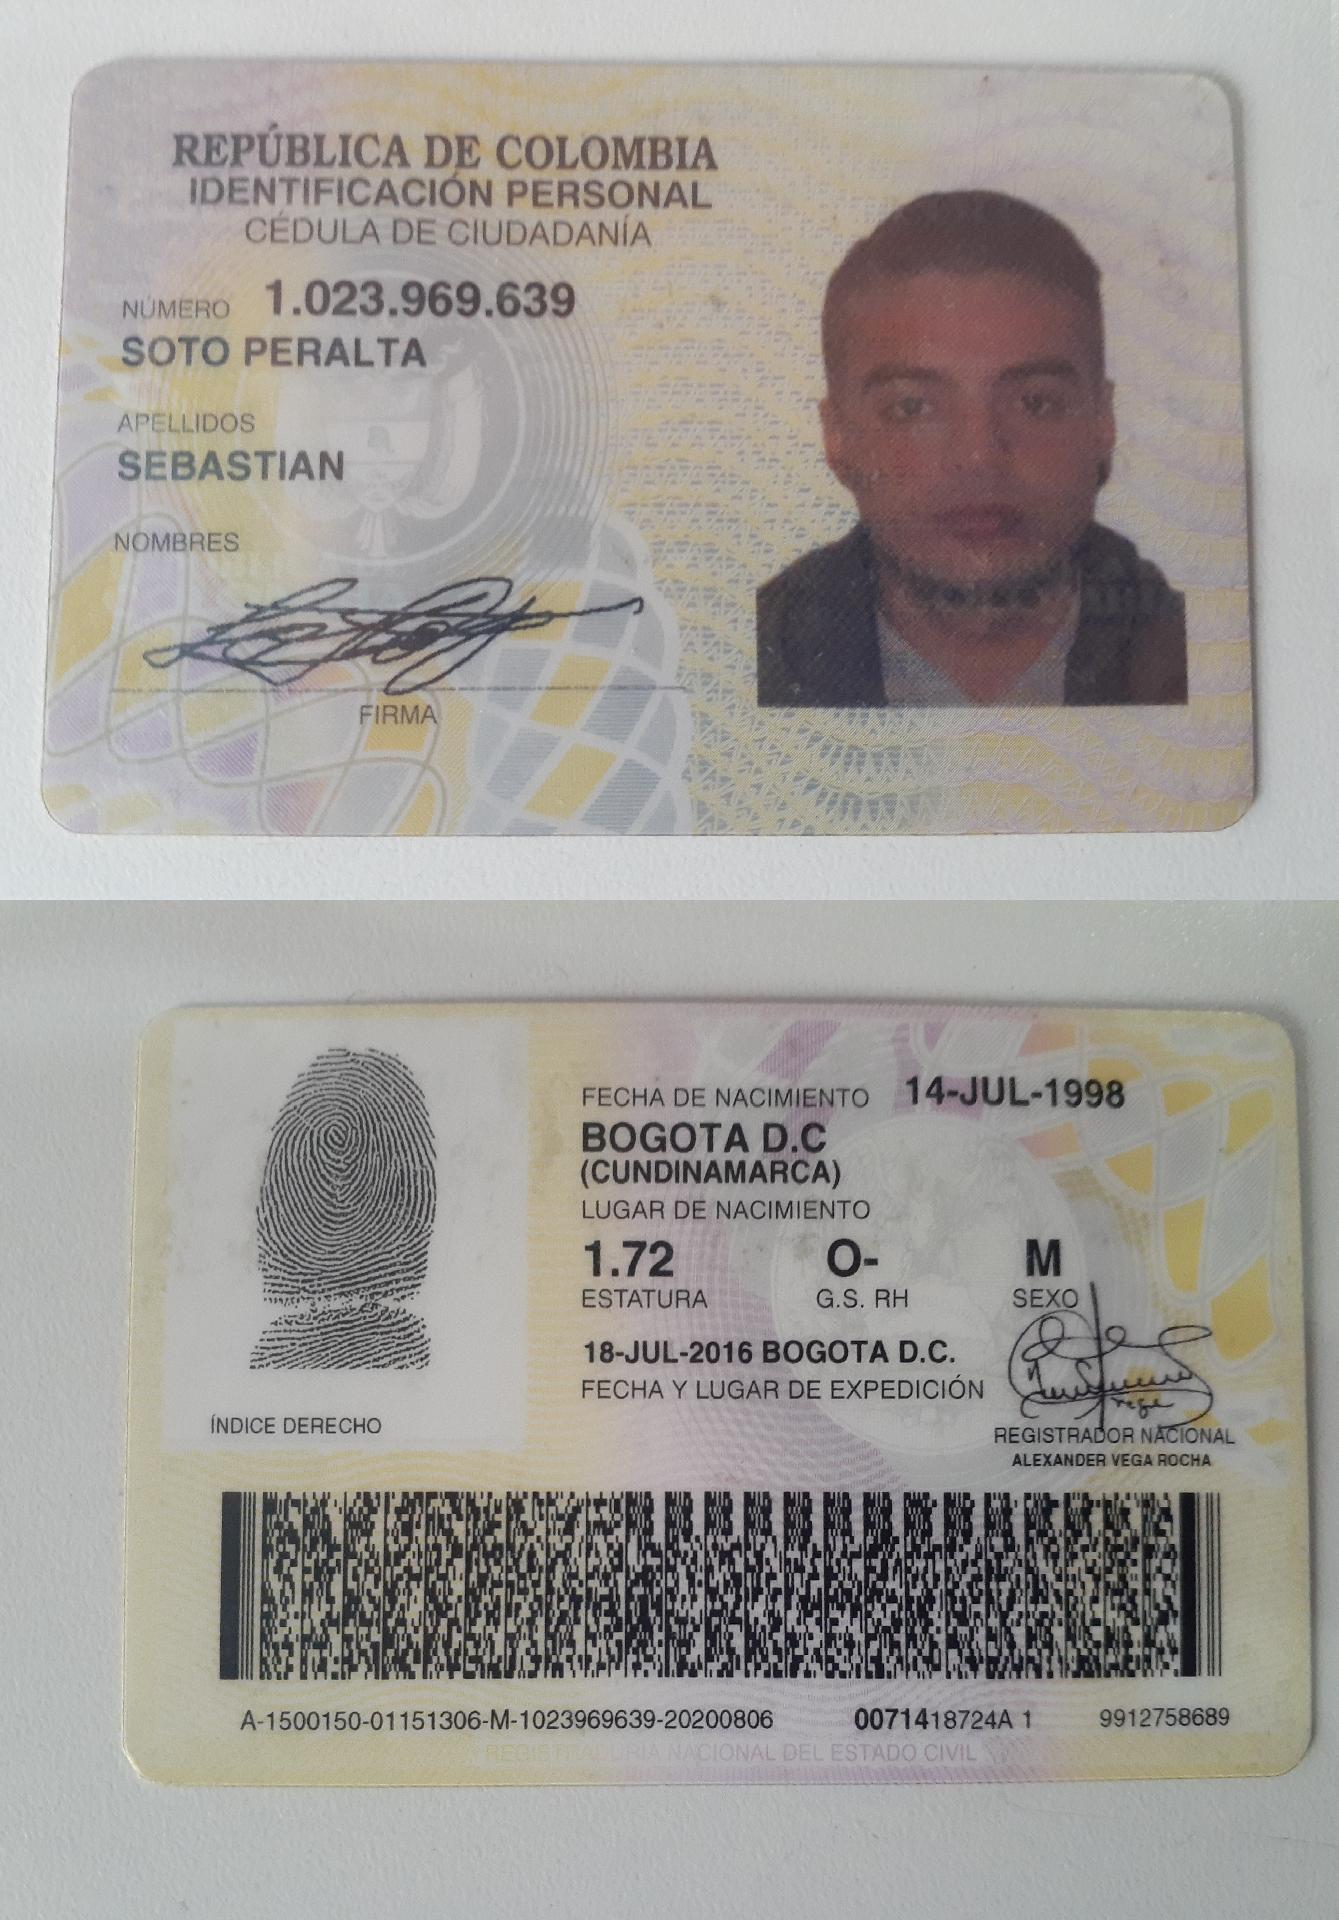 REPÚBLICA DE COLOMBIA
IDENTIFICACIÓN PERSONAL
CÉDULA DE CIUDADANÍA
NÚMERO 1.023.969.639
SOTO PERALTA
APELLIDOS
SEBASTIAN
NOMBRES
FIRMA
FECHA DE NACIMIENTO 14-JUL-1998
BOGOTA D.C
(CUNDINAMARCA)
LUGAR DE NACIMIENTO
1.72 O- M
ESTATURA G.S. RH SEXO
18-JUL-2016 BOGOTA D.C.
FECHA Y LUGAR DE EXPEDICIÓN
ÍNDICE DERECHO
REGISTRADOR NACIONAL
ALEXANDER VEGA ROCHA
A-1500150-01151306-M-1023969639-20200806 0071418724A 1 9912758689
REGISTRADURIA NACIONAL DEL ESTADO CIVIL